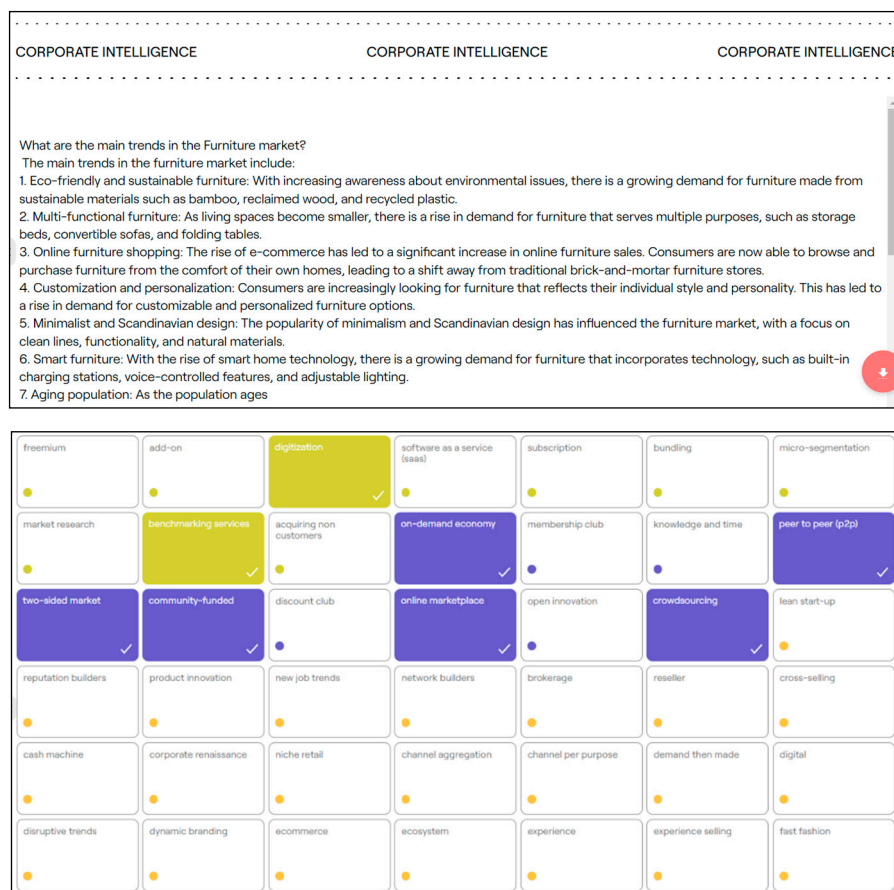 CORPORATE INTELLIGENCE CORPORATE INTELLIGENCE CORPORATE INTELLIGENCE
What are the main trends in the Furniture market?
The main trends in the furniture market include:
1. Eco-friendly and sustainable furniture: With increasing awareness about environmental issues, there is a growing demand for furniture made from
sustainable materials such as bamboo, reclaimed wood, and recycled plastic.
2. Multi-functional furniture: As living spaces become smaller, there is a rise in demand for furniture that serves multiple purposes, such as storage
beds, convertible sofas, and folding tables.
3. Online furniture shopping: The rise of e-commerce has led to a significant increase in online furniture sales. Consumers are now able to browse and
purchase furniture from the comfort of their own homes, leading to a shift away from traditional brick-and-mortar furniture stores.
4. Customization and personalization: Consumers are increasingly looking for furniture that reflects their individual style and personality. This has led to
a rise in demand for customizable and personalized furniture options.
5. Minimalist and Scandinavian design: The popularity of minimalism and Scandinavian design has influenced the furniture market, with a focus on
clean lines, functionality, and natural materials.
6. Smart furniture: With the rise of smart home technology, there is a growing demand for furniture that incorporates technology, such as built-in
charging stations, voice-controlled features, and adjustable lighting.
7. Aging population: As the population ages
freemium add-on digitization software as a service subscription bundling micro-segmentation
(saas)
market research benchmarking services acquiring non on-demand economy membership club knowledge and time peer to peer (p2p)
customers
two-sided market community-funded discount club online marketplace open innovation crowdsourcing lean start-up
reputation builders product innovation new job trends network builders brokerage reseller cross-selling
cash machine corporate renaissance niche retail channel aggregation channel per purpose demand then made digital
disruptive trends dynamic branding ecommerce ecosystem experience experience selling fast fashion